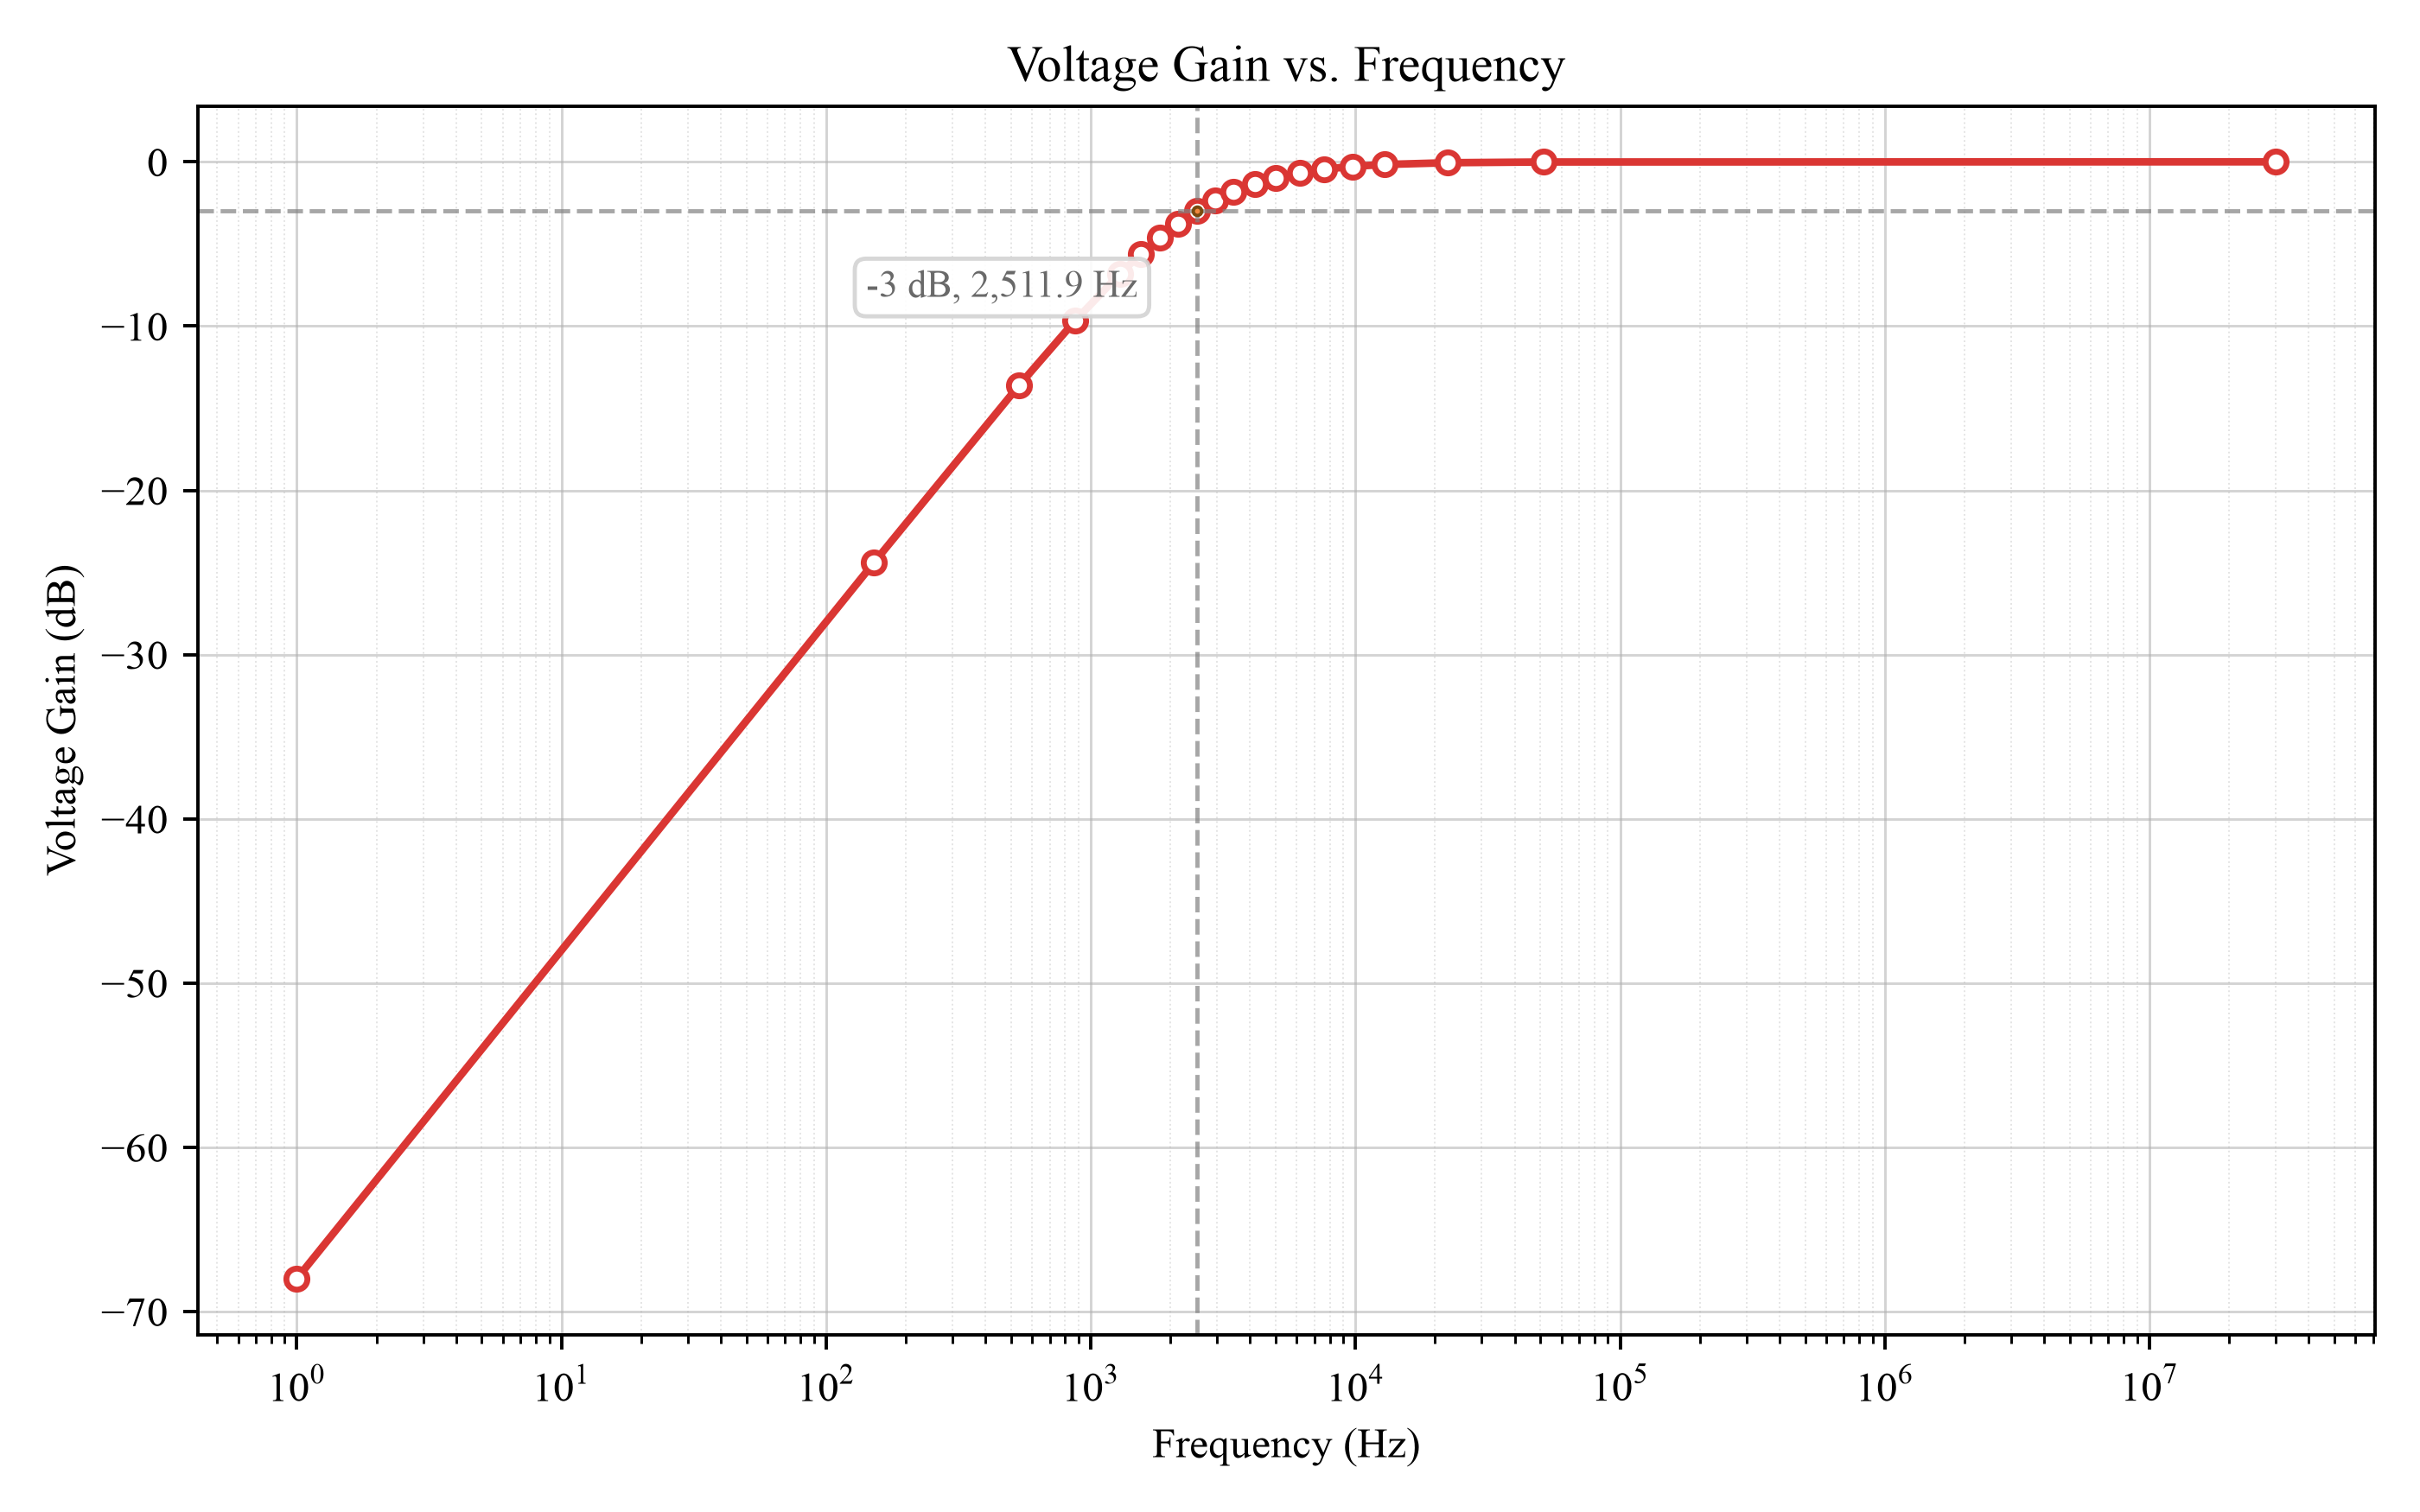 Voltage Gain vs. Frequency
Voltage Gain (dB)
0
−10
−20
−30
−40
−50
−60
−70
-3 dB, 2,511.9 Hz
10⁰ 10¹ 10² 10³ 10⁴ 10⁵ 10⁶ 10⁷
Frequency (Hz)